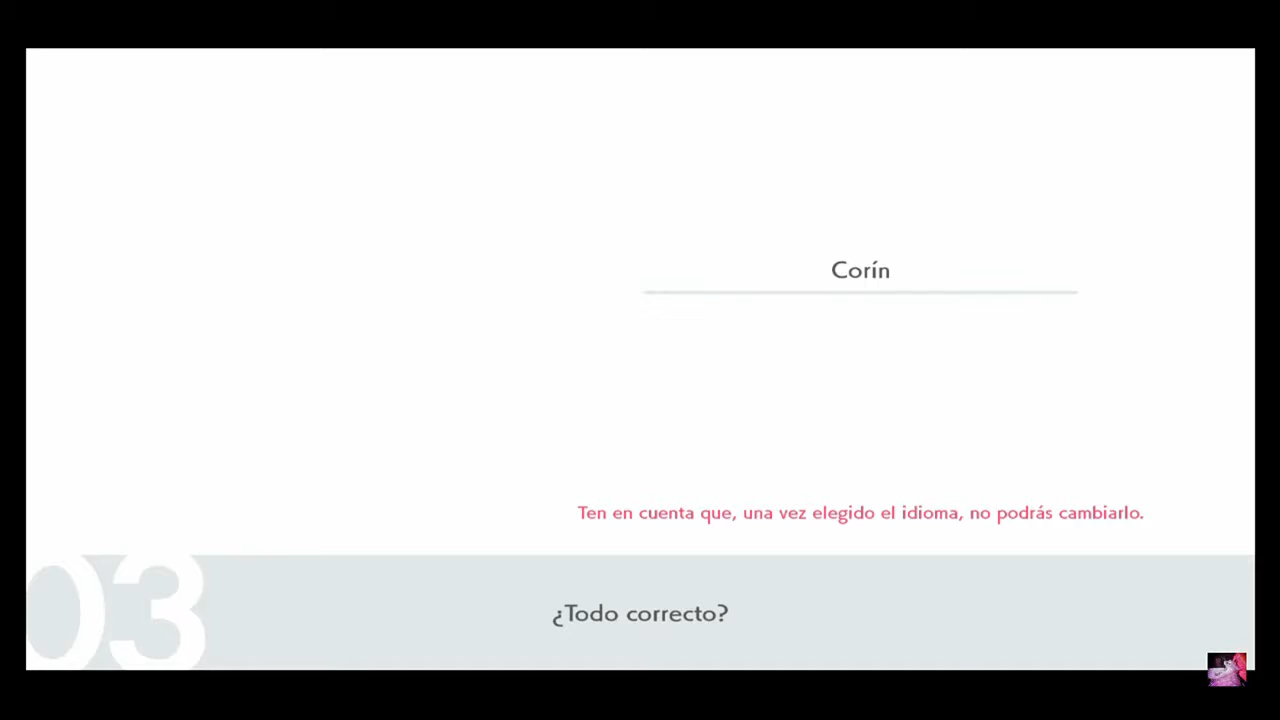 Corín
Ten en cuenta que, una vez elegido el idioma, no podrás cambiarlo.
03
¿Todo correcto?